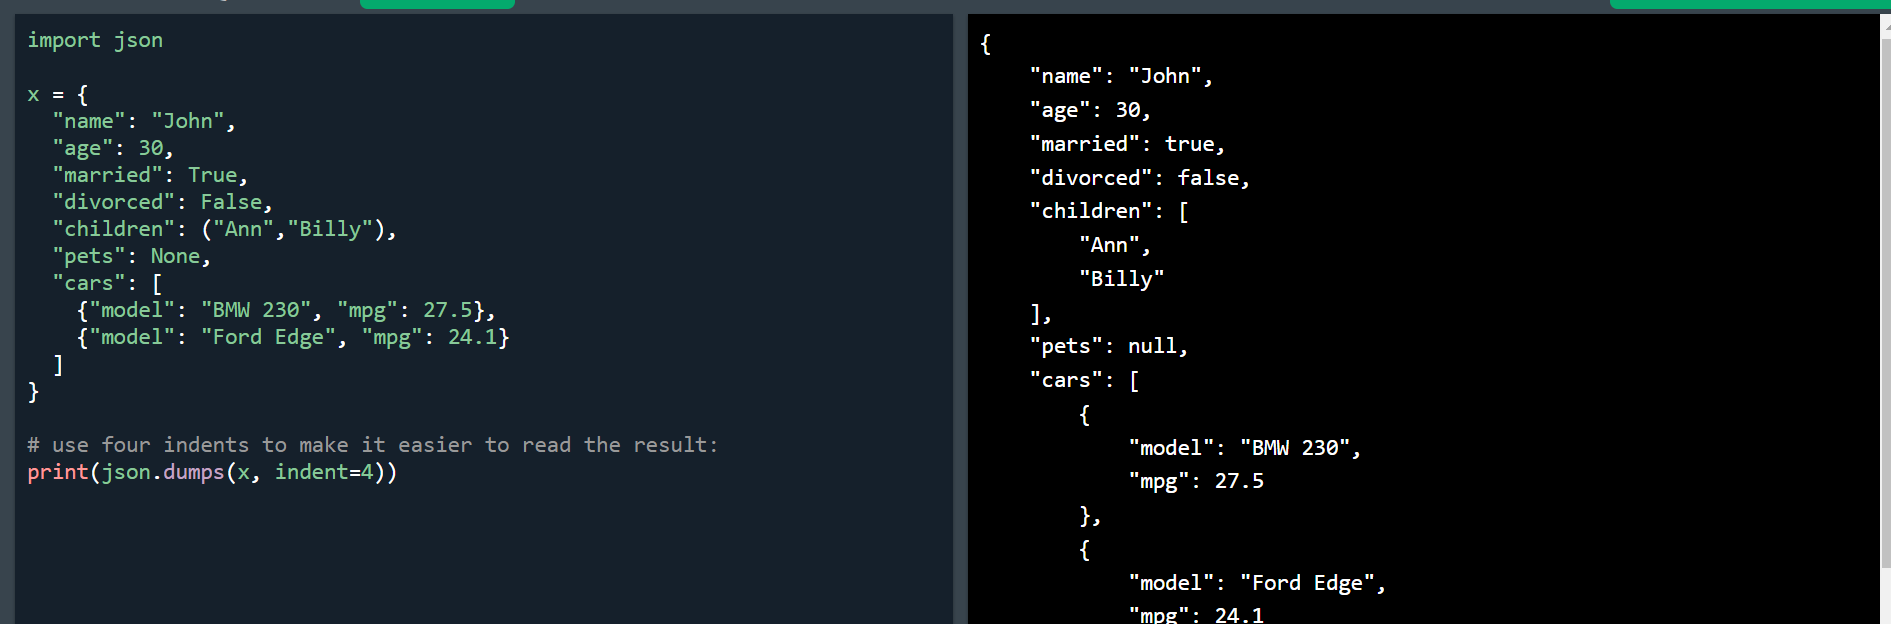 import json
x = {
  "name": "John",
  "age": 30,
  "married": True,
  "divorced": False,
  "children": ("Ann","Billy"),
  "pets": None,
  "cars": [
    {"model": "BMW 230", "mpg": 27.5},
    {"model": "Ford Edge", "mpg": 24.1}
  ]
}
# use four indents to make it easier to read the result:
print(json.dumps(x, indent=4))
{
    "name": "John",
    "age": 30,
    "married": true,
    "divorced": false,
    "children": [
        "Ann",
        "Billy"
    ],
    "pets": null,
    "cars": [
        {
            "model": "BMW 230",
            "mpg": 27.5
        },
        {
            "model": "Ford Edge",
            "mpg": 24.1